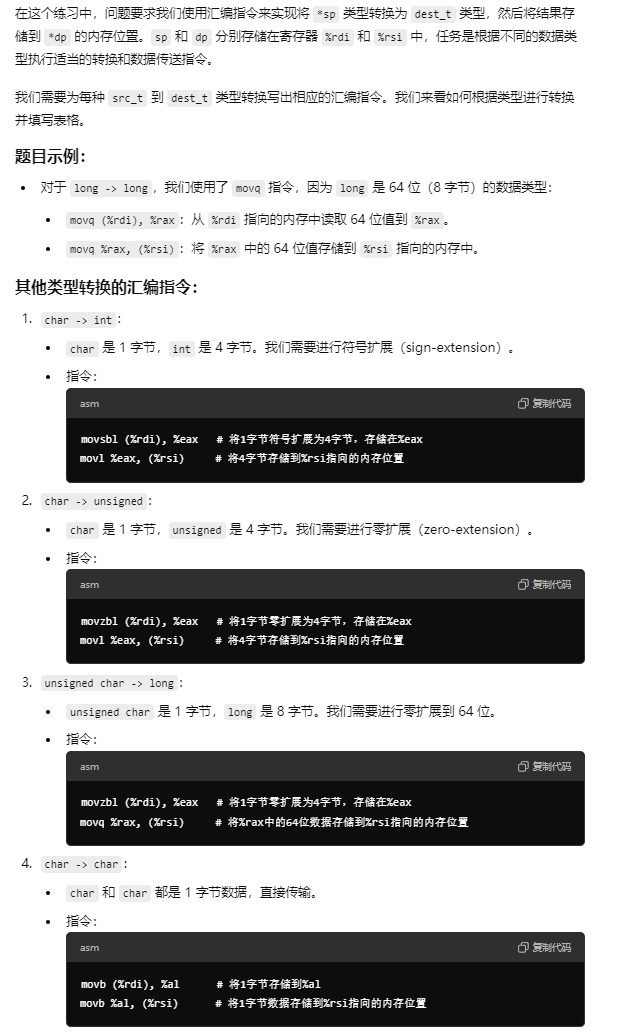 在这个练习中，问题要求我们使用汇编指令来实现将 *sp 类型转换为 dest_t 类型，然后将结果存
储到 *dp 的内存位置。sp 和 dp 分别存储在寄存器 %rdi 和 %rsi 中，任务是根据不同的数据类
型执行适当的转换和数据传送指令。
我们需要为每种 src_t 到 dest_t 类型转换写出相应的汇编指令。我们来看如何根据类型进行转换
并填写表格。
题目示例：
• 对于 long -> long，我们使用了 movq 指令，因为 long 是 64 位（8 字节）的数据类型：
• movq (%rdi), %rax：从 %rdi 指向的内存中读取 64 位值到 %rax。
• movq %rax, (%rsi)：将 %rax 中的 64 位值存储到 %rsi 指向的内存中。
其他类型转换的汇编指令：
1. char -> int：
• char 是 1 字节，int 是 4 字节。我们需要进行符号扩展（sign-extension）。
• 指令：
asm 复制代码
movsbl (%rdi), %eax # 将1字节符号扩展为4字节，存储在%eax
movl %eax, (%rsi) # 将4字节存储到%rsi指向的内存位置
2. char -> unsigned：
• char 是 1 字节，unsigned 是 4 字节。我们需要进行零扩展（zero-extension）。
• 指令：
asm 复制代码
movzbl (%rdi), %eax # 将1字节零扩展为4字节，存储在%eax
movl %eax, (%rsi) # 将4字节存储到%rsi指向的内存位置
3. unsigned char -> long：
• unsigned char 是 1 字节，long 是 8 字节。我们需要进行零扩展到 64 位。
• 指令：
asm 复制代码
movzbl (%rdi), %eax # 将1字节零扩展为4字节，存储在%eax
movq %rax, (%rsi) # 将%rax中的64位数据存储到%rsi指向的内存位置
4. char -> char：
• char 和 char 都是 1 字节数据，直接传输。
• 指令：
asm 复制代码
movb (%rdi), %al # 将1字节存储到%al
movb %al, (%rsi) # 将1字节数据存储到%rsi指向的内存位置